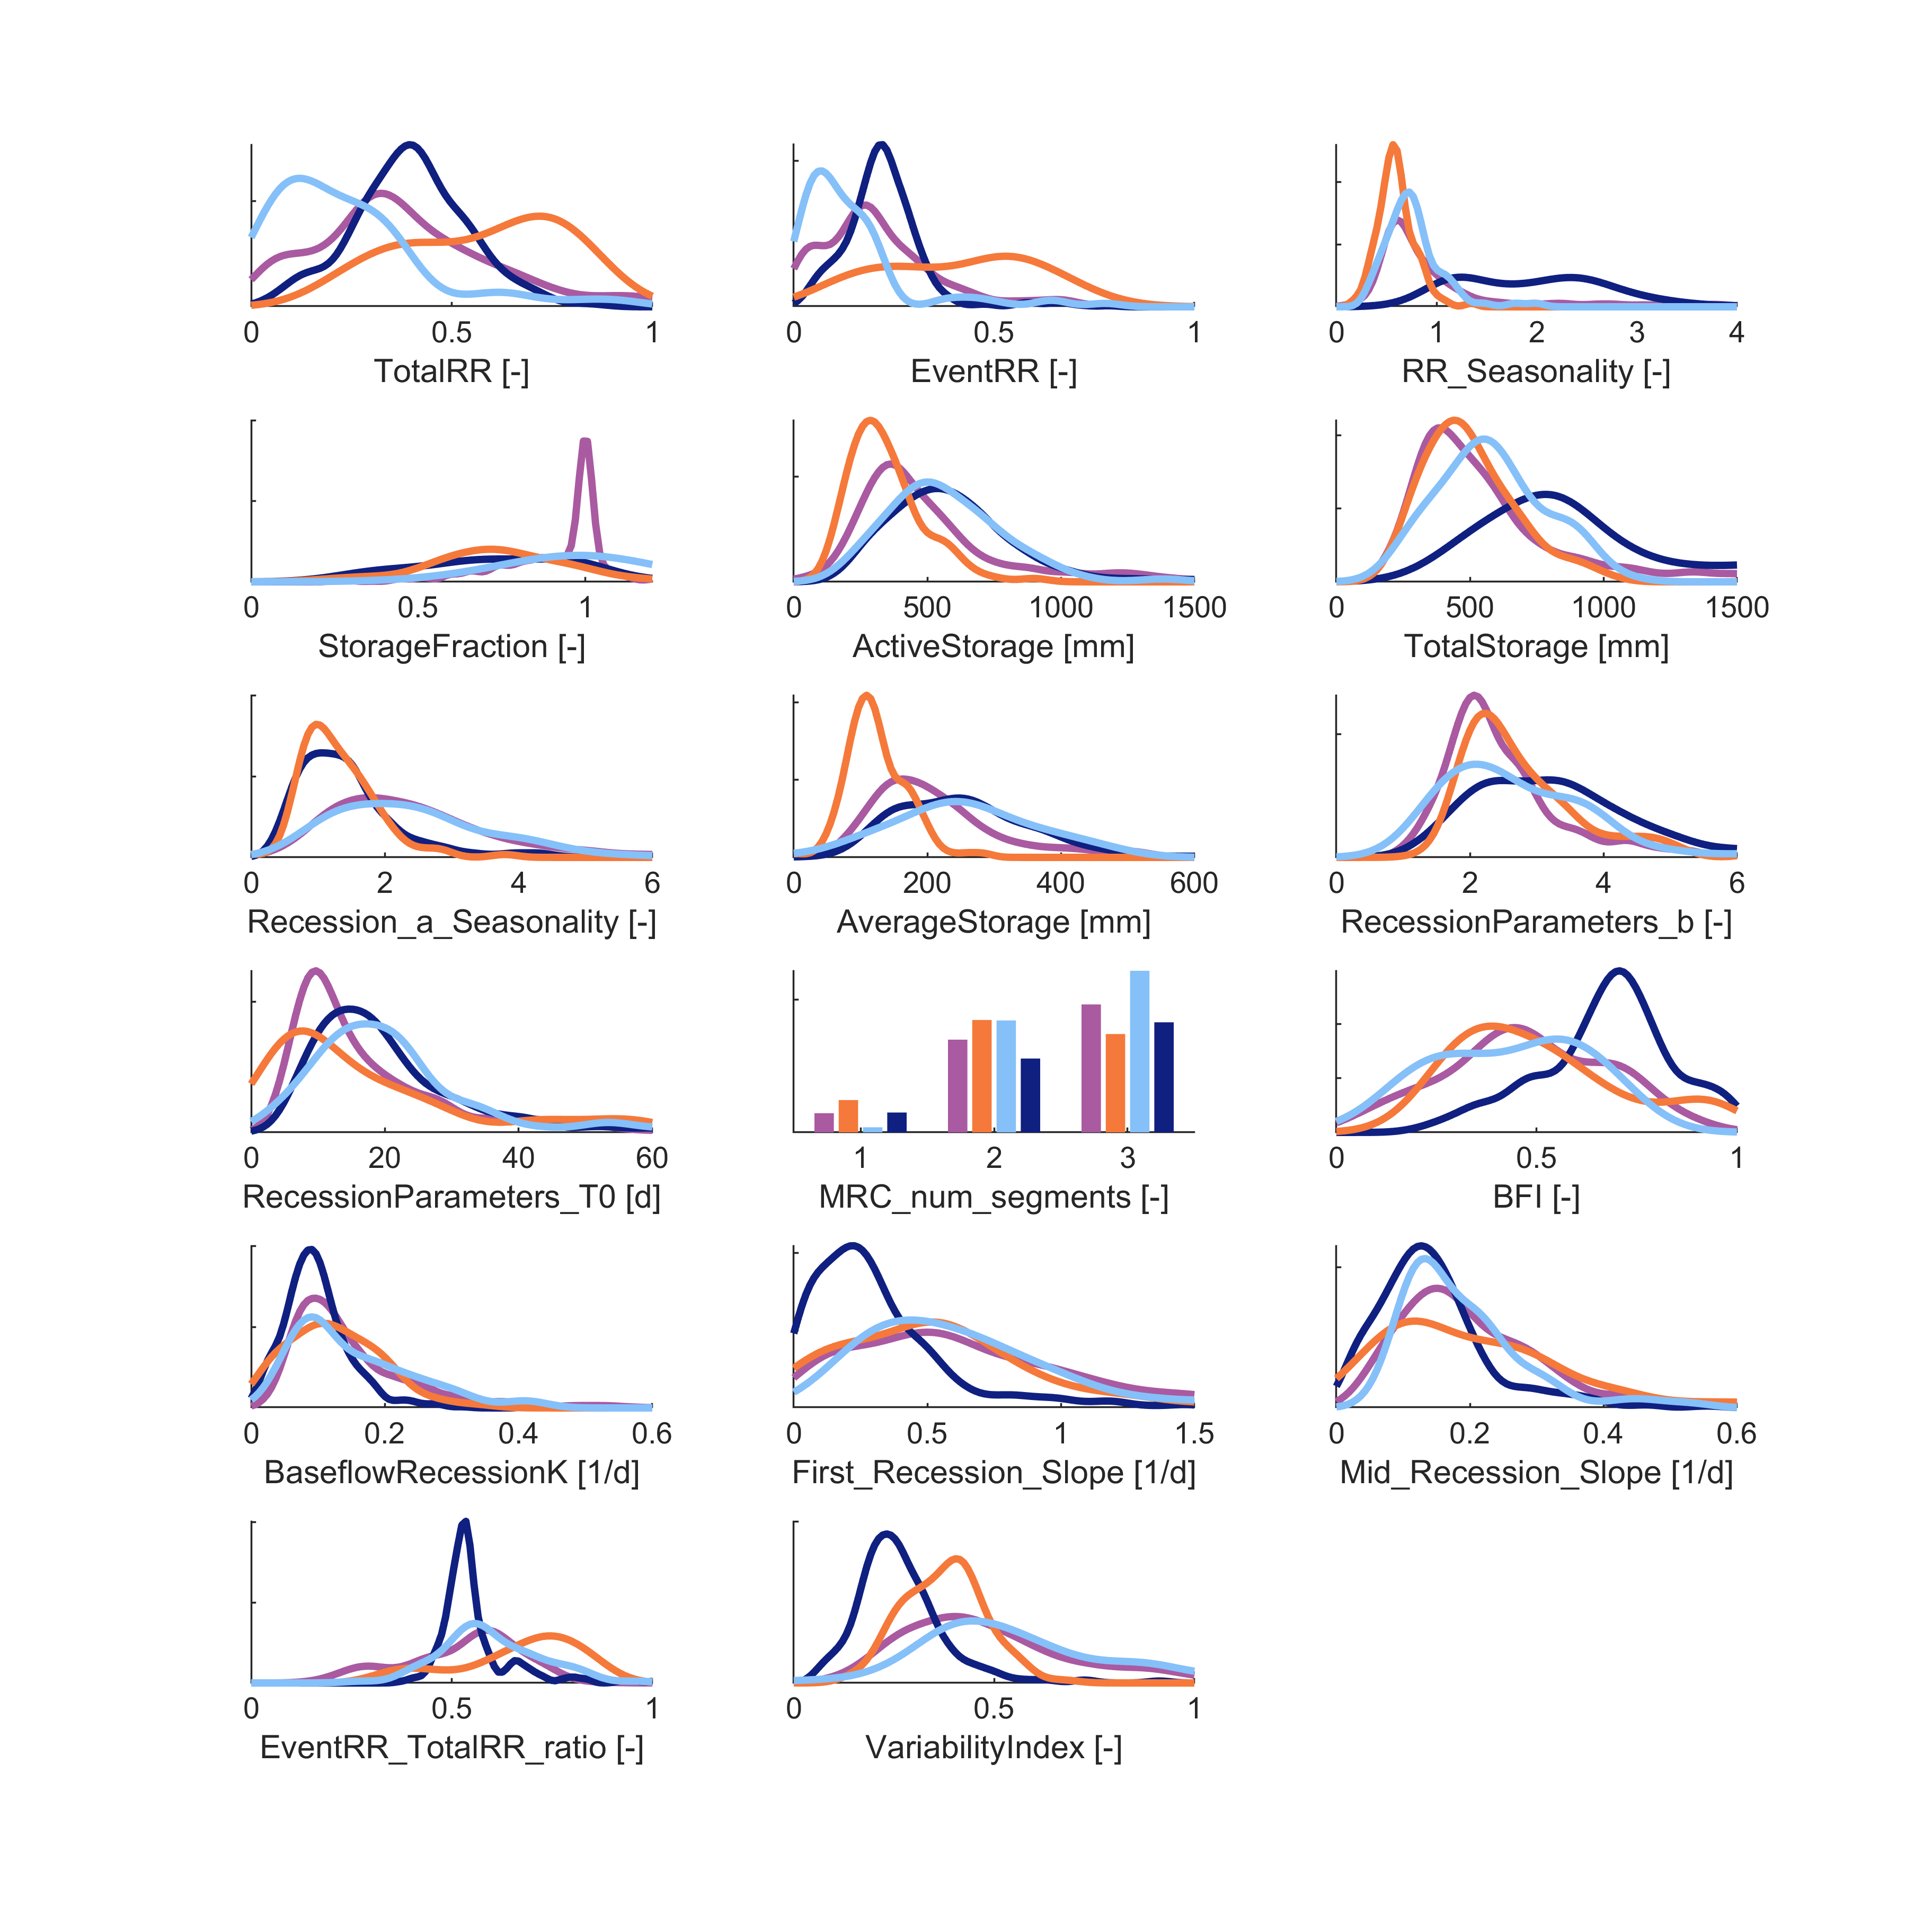 0 0.5 1
TotalRR [-]
0 0.5 1
EventRR [-]
0 1 2 3 4
RR_Seasonality [-]
0 0.5 1
StorageFraction [-]
0 500 1000 1500
ActiveStorage [mm]
0 500 1000 1500
TotalStorage [mm]
0 2 4 6
Recession_a_Seasonality [-]
0 200 400 600
AverageStorage [mm]
0 2 4 6
RecessionParameters_b [-]
0 20 40 60
RecessionParameters_T0 [d]
1 2 3
MRC_num_segments [-]
0 0.5 1
BFI [-]
0 0.2 0.4 0.6
BaseflowRecessionK [1/d]
0 0.5 1 1.5
First_Recession_Slope [1/d]
0 0.2 0.4 0.6
Mid_Recession_Slope [1/d]
0 0.5 1
EventRR_TotalRR_ratio [-]
0 0.5 1
VariabilityIndex [-]